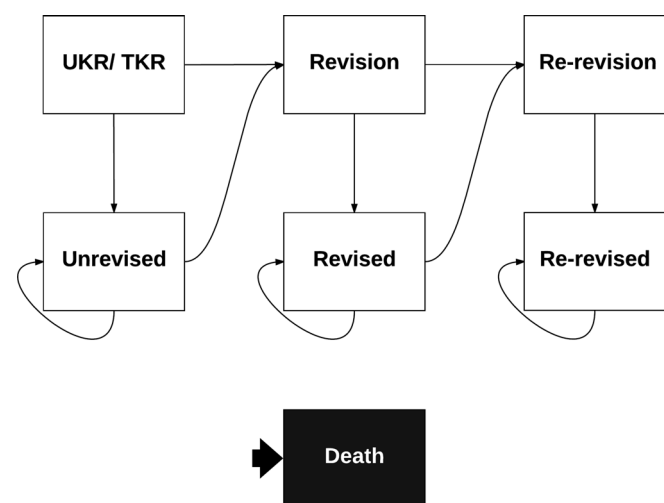 UKR/ TKR
Revision
Re-revision
Unrevised
Revised
Re-revised
Death